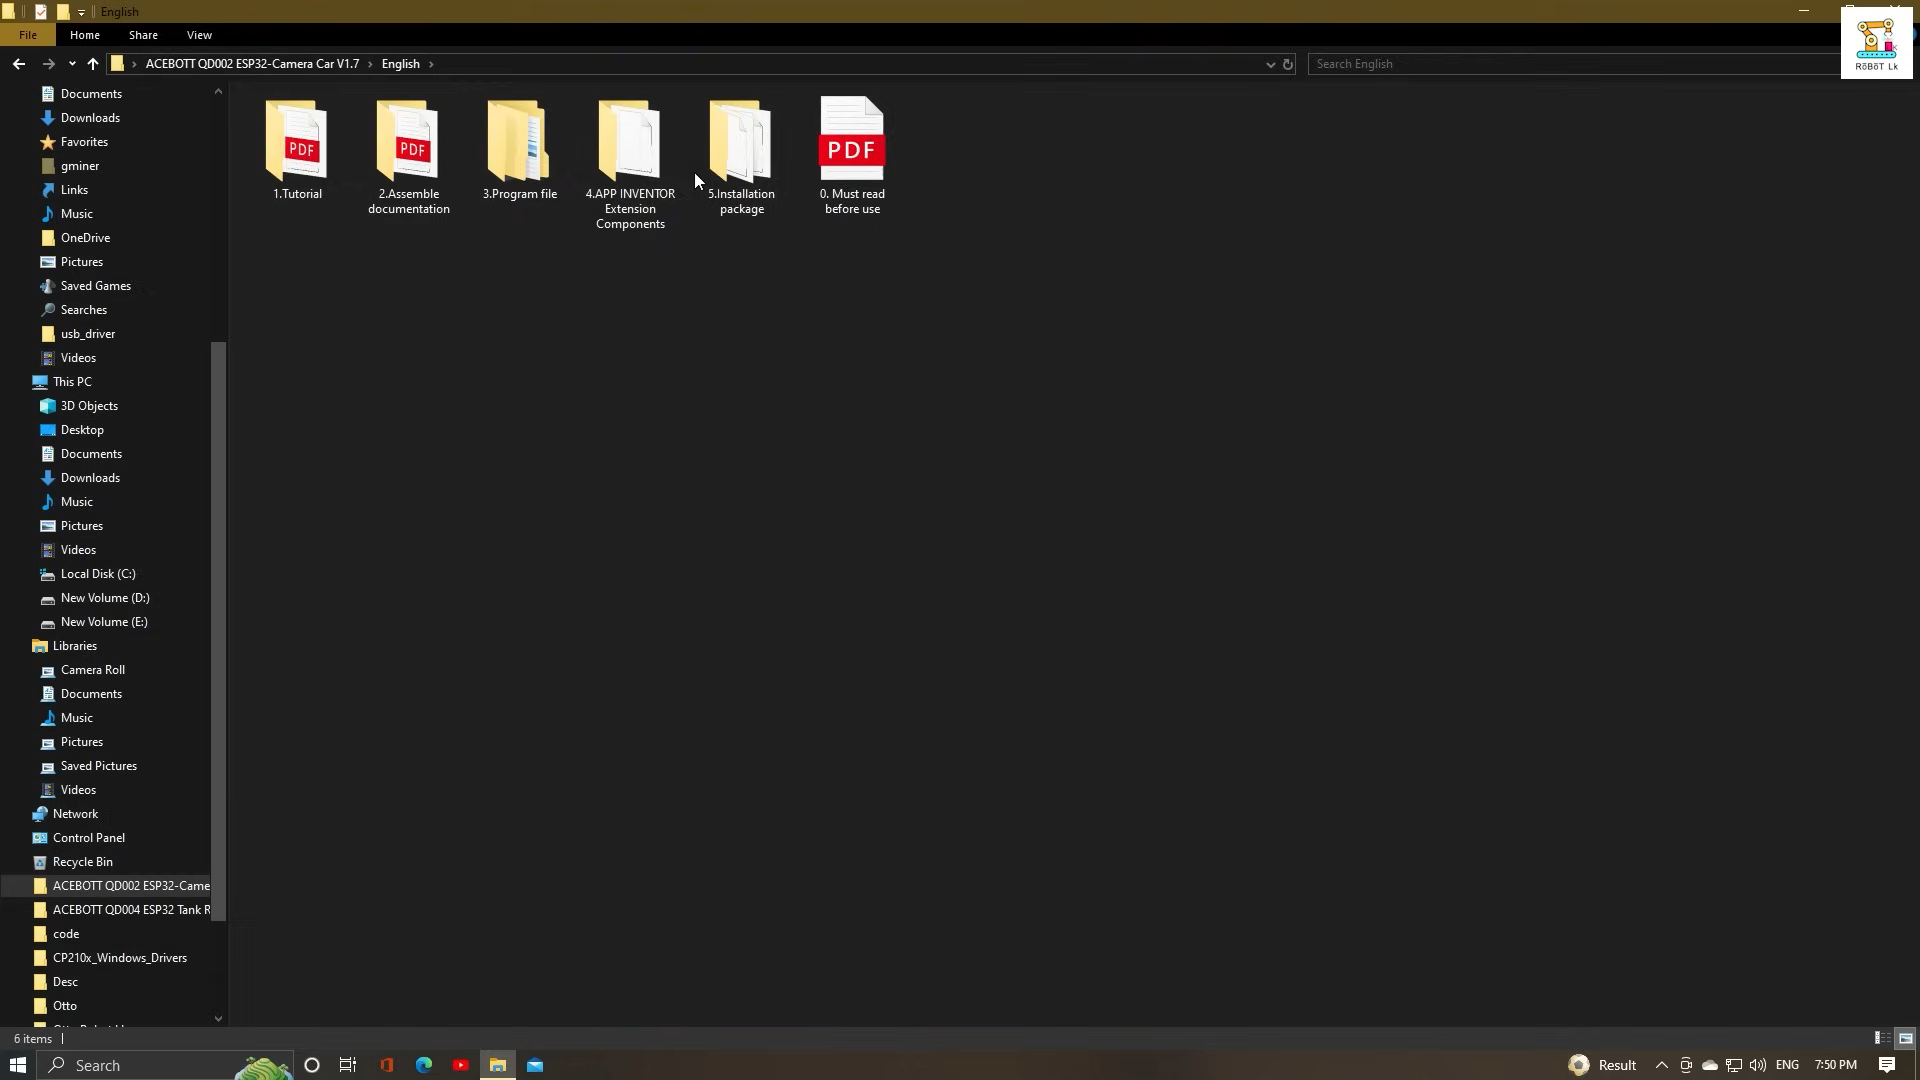 English
File
Home
Share
View
ACEBOTT QD002 ESP32-Camera Car V1.7
English
Search English
RōBōT Lk
Documents
Downloads
Favorites
gminer
Links
Music
OneDrive
Pictures
Saved Games
Searches
usb_driver
Videos
This PC
3D Objects
Desktop
Documents
Downloads
Music
Pictures
Videos
Local Disk (C:)
New Volume (D:)
New Volume (E:)
Libraries
Camera Roll
Documents
Music
Pictures
Saved Pictures
Videos
Network
Control Panel
Recycle Bin
ACEBOTT QD002 ESP32-Came
ACEBOTT QD004 ESP32 Tank R
code
CP210x_Windows_Drivers
Desc
Otto
PDF
1.Tutorial
PDF
2.Assemble
documentation
3.Program file
4.APP INVENTOR
Extension
Components
5.Installation
package
PDF
0. Must read
before use
6 items
Search
Result
ENG
7:50 PM